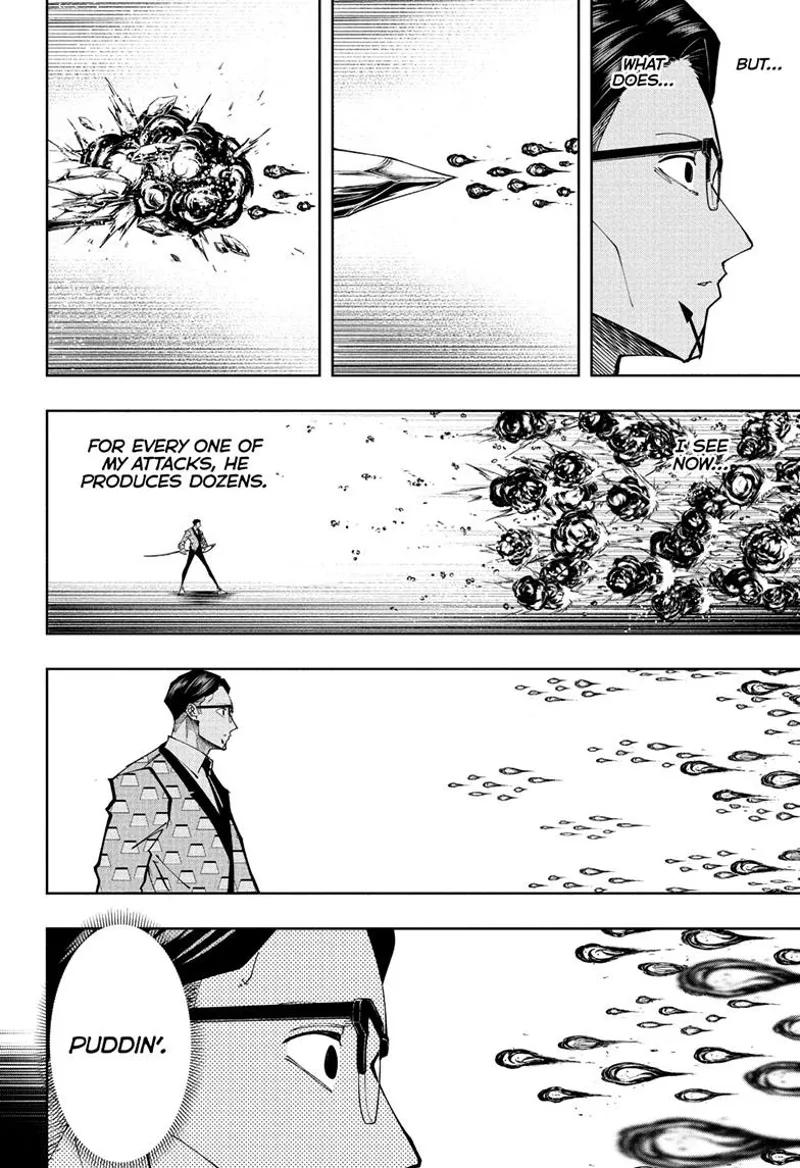 BUT...
WHAT
DOES...
I SEE
NOW...
FOR EVERY ONE OF
MY ATTACKS, HE
PRODUCES DOZENS.
PUDDIN'.